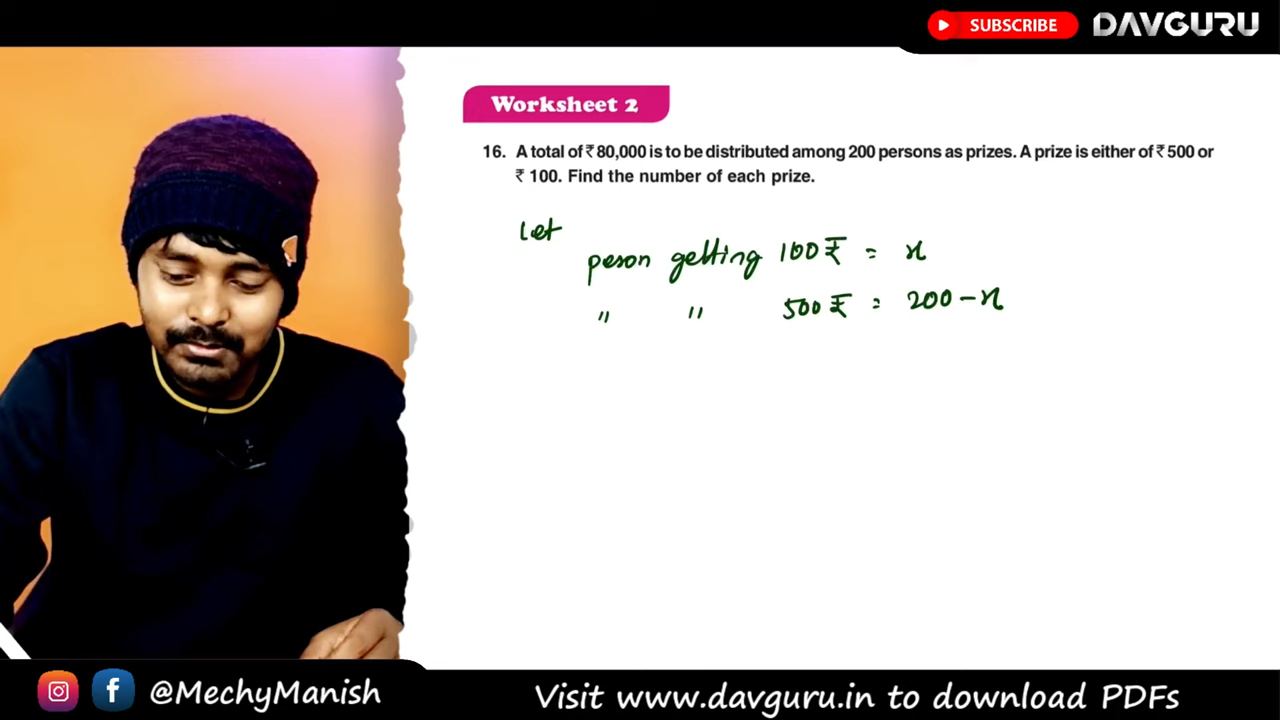 SUBSCRIBE DAVGURU
Worksheet 2
16. A total of ₹ 80,000 is to be distributed among 200 persons as prizes. A prize is either of ₹ 500 or
₹ 100. Find the number of each prize.
Let
peson getting 100 ₹ = x
" " 500 ₹ = 200 - x
@MechyManish Visit www.davguru.in to download PDFs